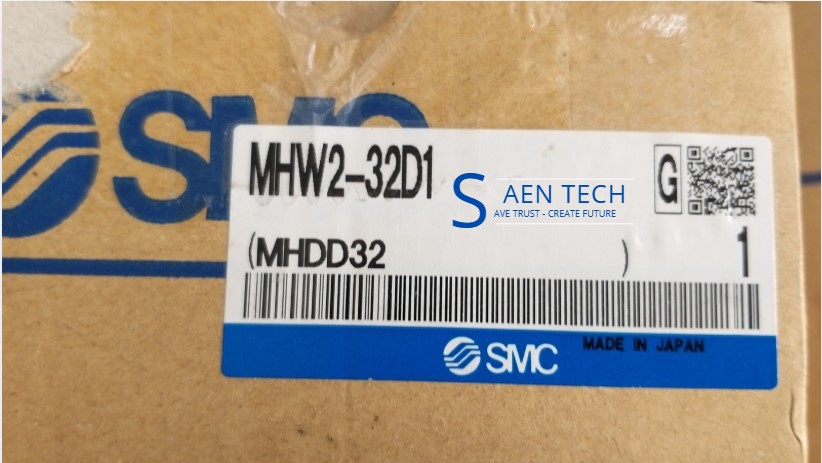 SMC
MHW2-32D1
G
SAEN TECH
AVE TRUST - CREATE FUTURE
(MHDD32 )
1
SMC
MADE IN JAPAN